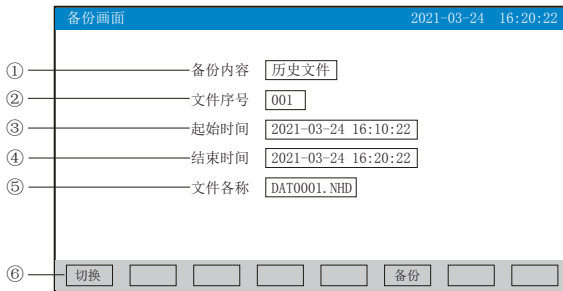 备份画面 2021-03-24 16:20:22
① 备份内容 历史文件
② 文件序号 001
③ 起始时间 2021-03-24 16:10:22
④ 结束时间 2021-03-24 16:20:22
⑤ 文件各称 DAT0001.NHD
⑥ 切换 备份